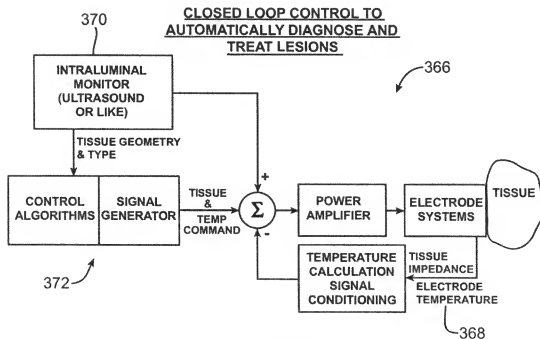 CLOSED LOOP CONTROL TO
AUTOMATICALLY DIAGNOSE AND
TREAT LESIONS
370
366
INTRALUMINAL
MONITOR
(ULTRASOUND
OR LIKE)
TISSUE GEOMETRY
& TYPE
CONTROL
ALGORITHMS
SIGNAL
GENERATOR
TISSUE
&
TEMP
COMMAND
+
Σ
-
POWER
AMPLIFIER
ELECTRODE
SYSTEMS
TISSUE
TEMPERATURE
CALCULATION
SIGNAL
CONDITIONING
TISSUE
IMPEDANCE
ELECTRODE
TEMPERATURE
372
368